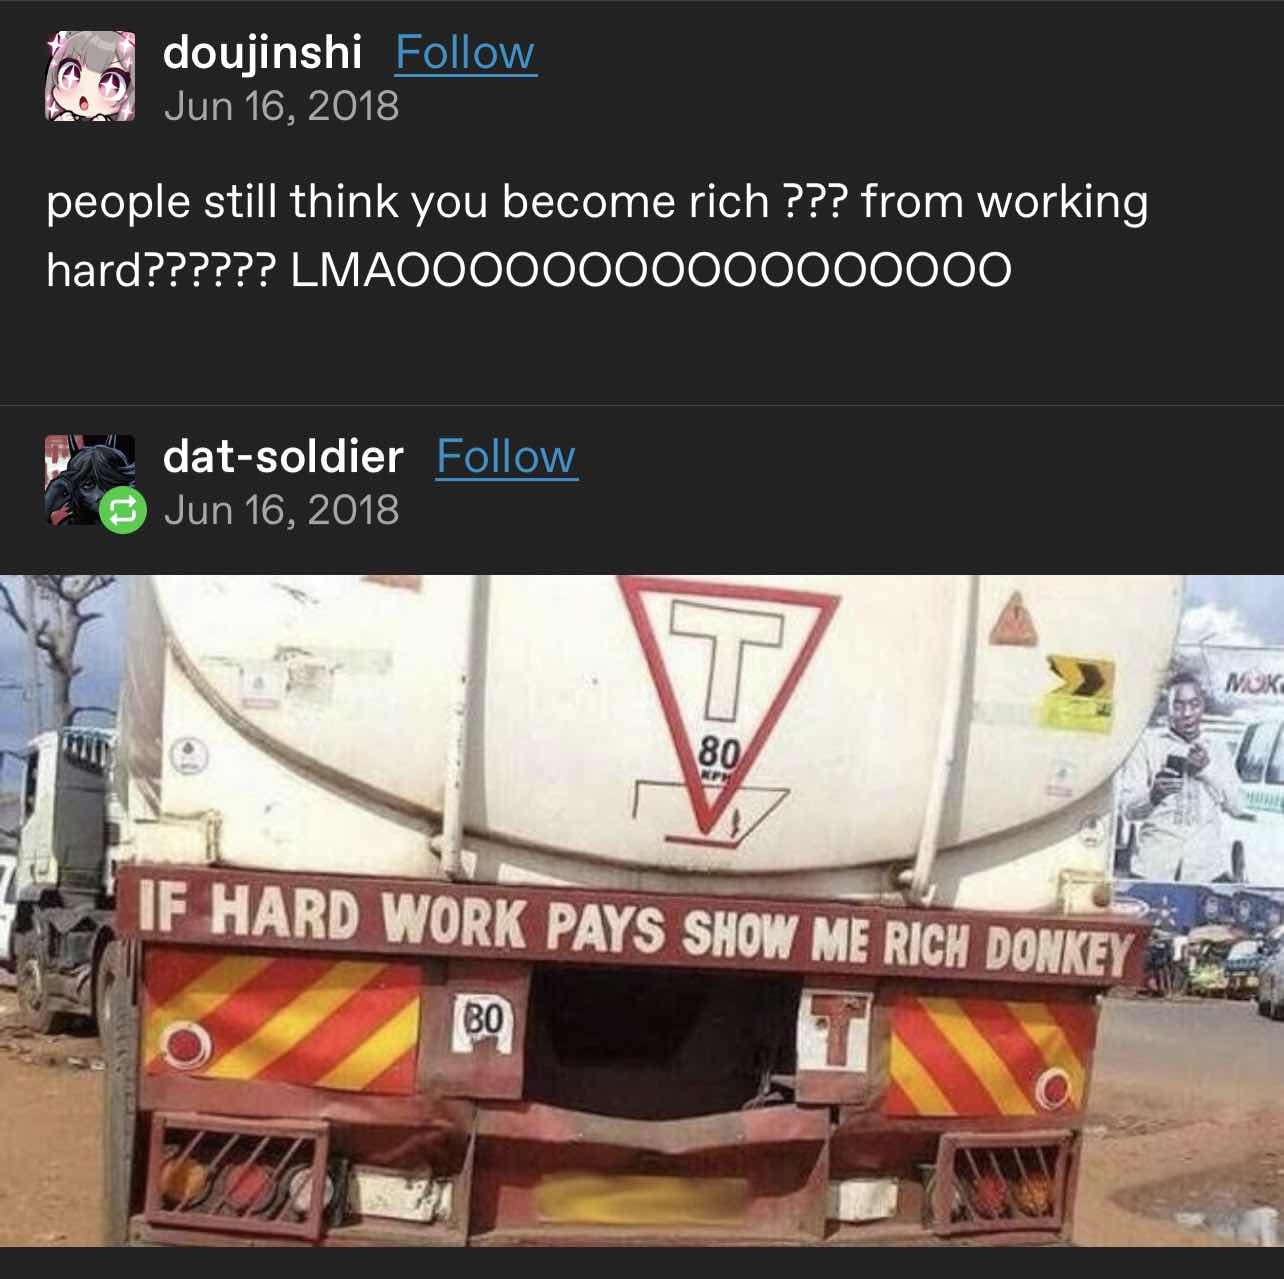 doujinshi Follow
Jun 16, 2018
people still think you become rich ??? from working
hard?????? LMAOOOOOOOOOOOOOOOOO
dat-soldier Follow
Jun 16, 2018
T
80
KPH
IF HARD WORK PAYS SHOW ME RICH DONKEY
80
T